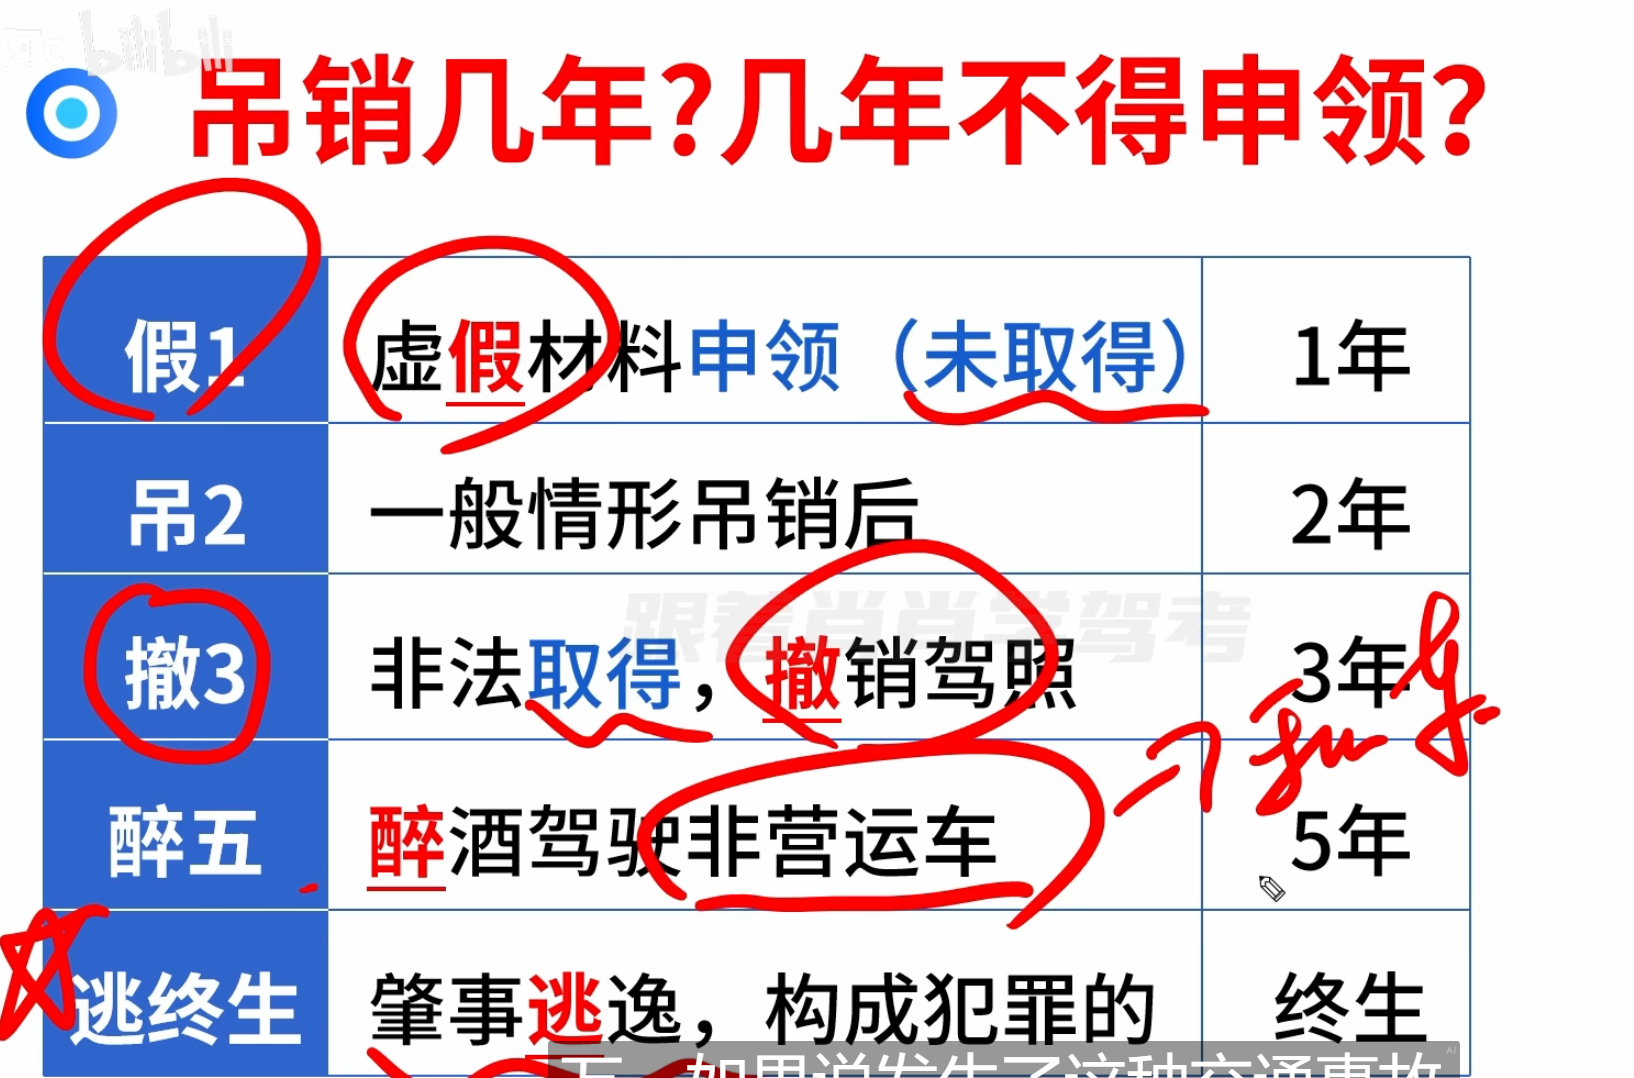 bilibili
吊销几年?几年不得申领?
假1 虚假材料申领（未取得） 1年
吊2 一般情形吊销后 2年
跟着肖肖学驾考
撤3 非法取得，撤销驾照 3年
醉五 醉酒驾驶非营运车 5年
逃终生 肇事逃逸，构成犯罪的 终生
如果说发生了这种交通事故
AI